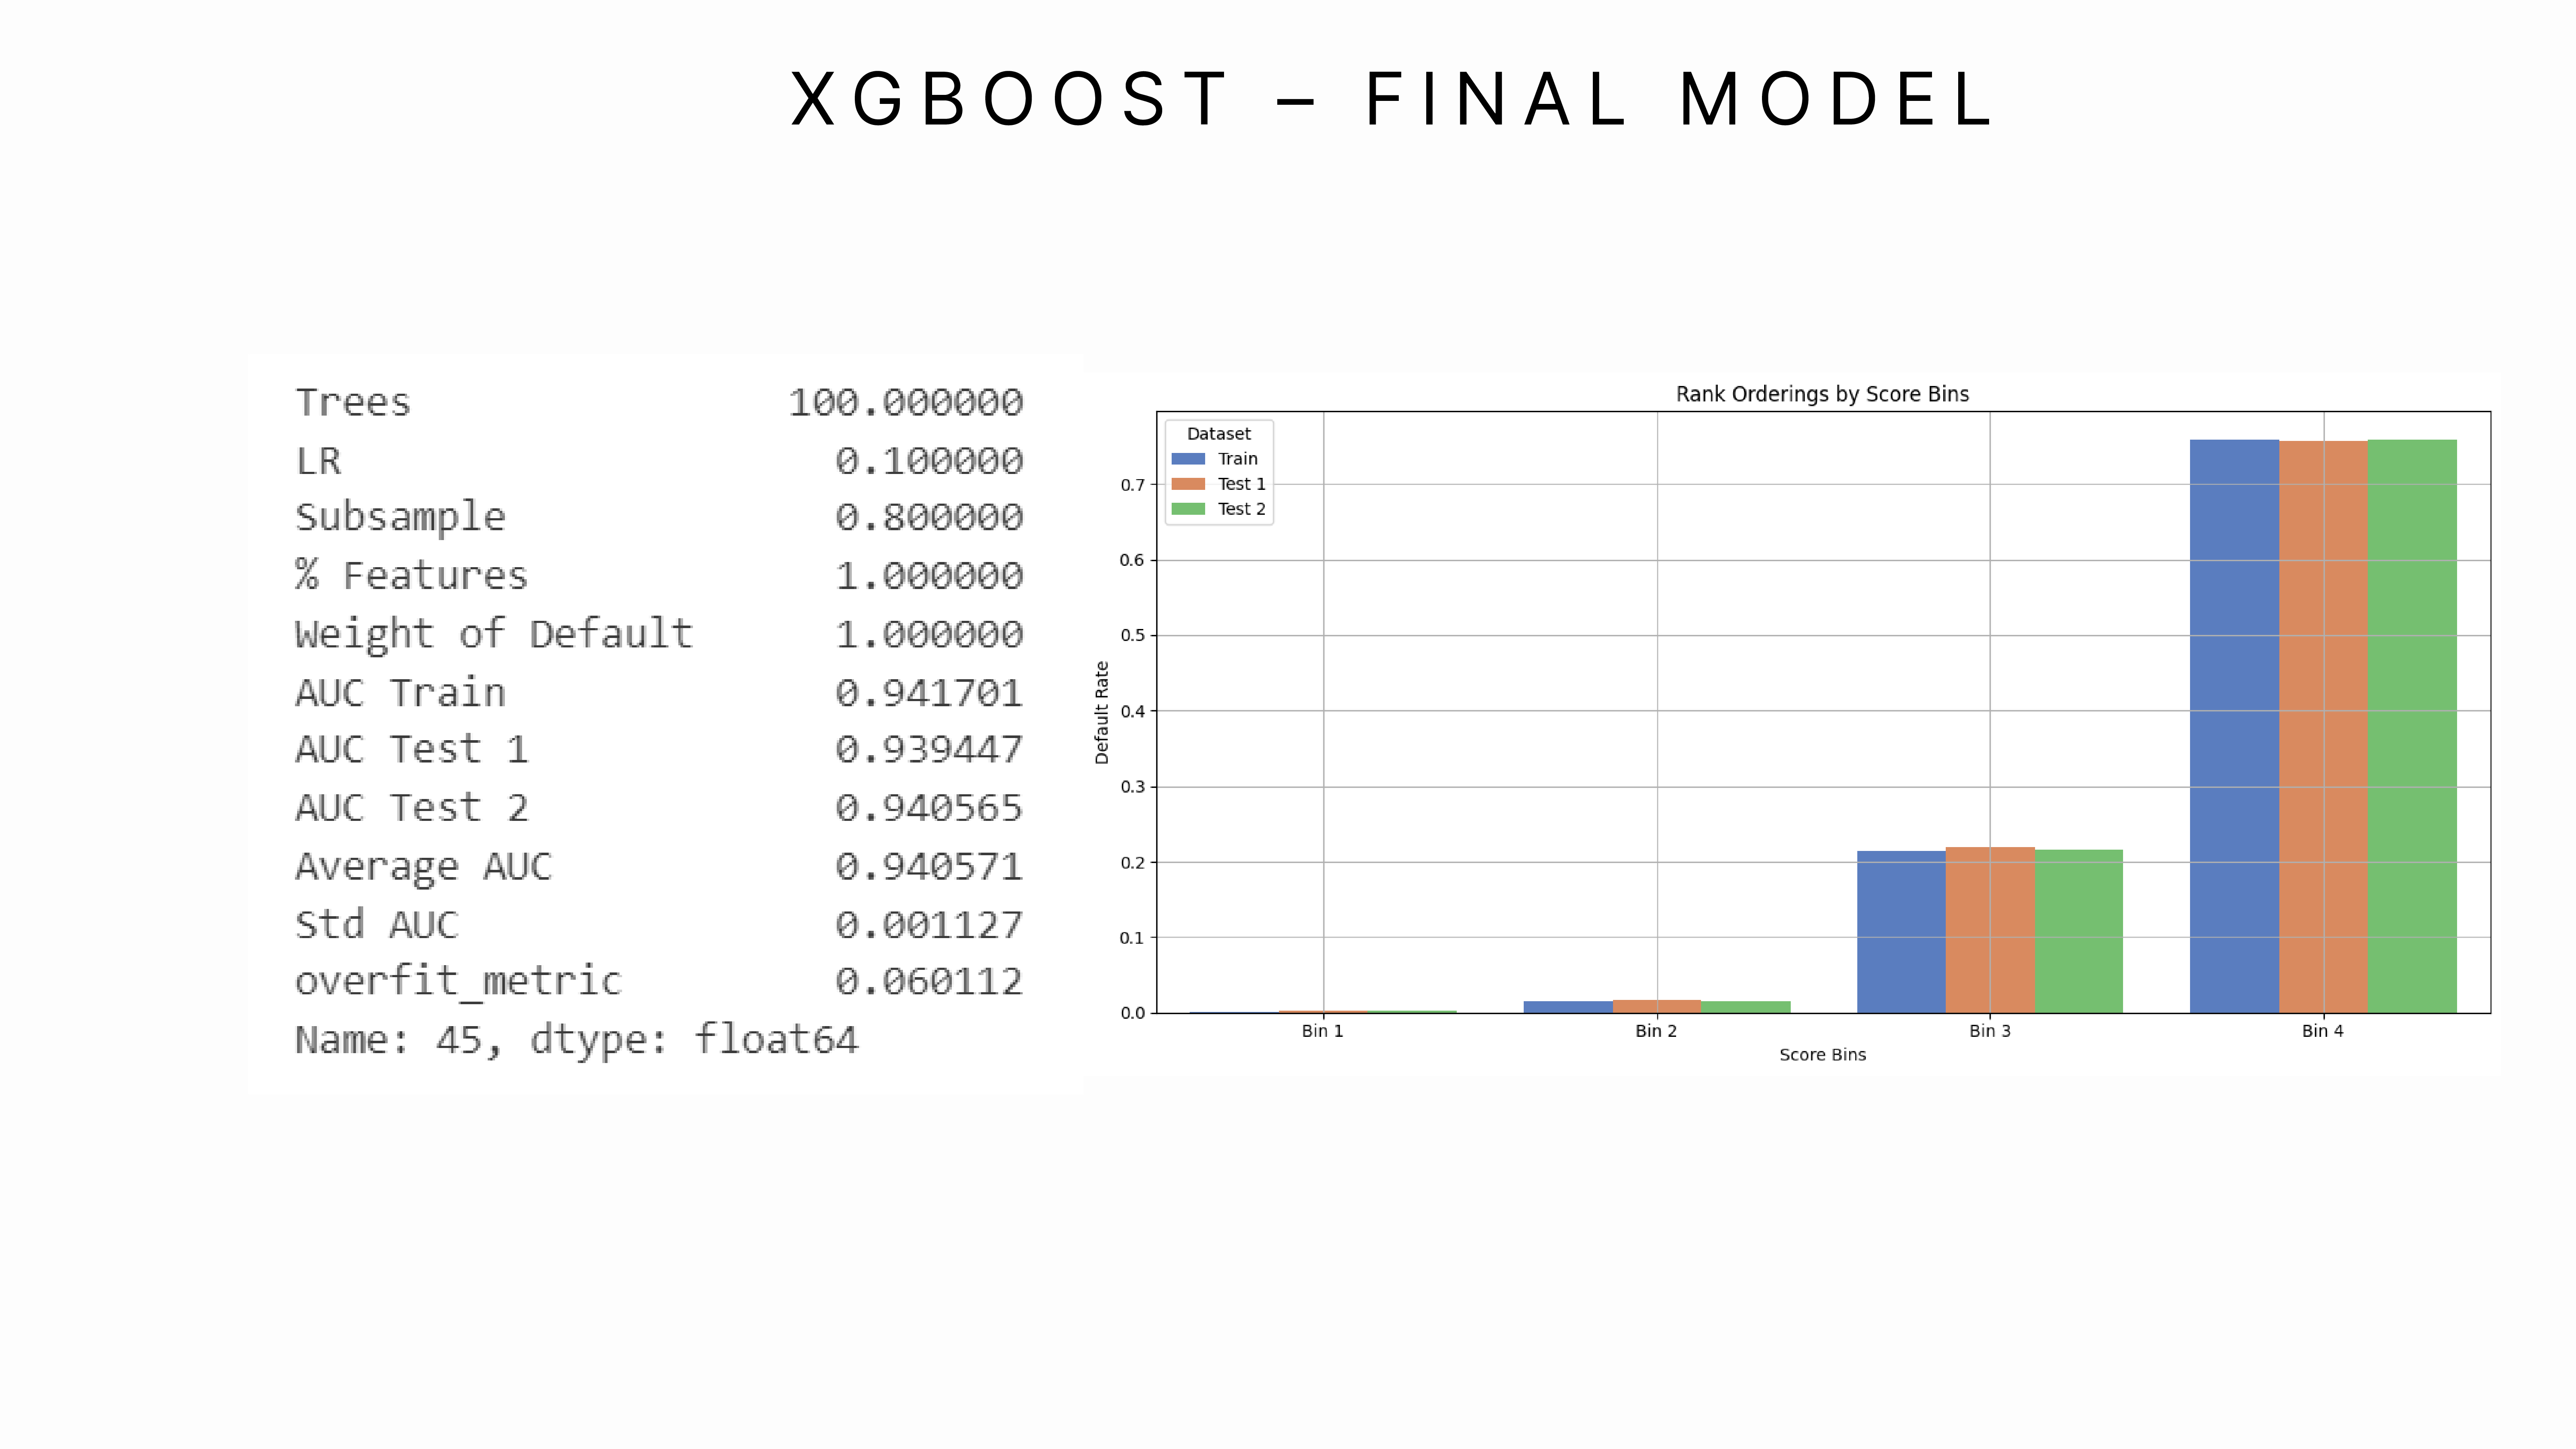 XGBOOST – FINAL MODEL
Trees 100.000000
LR 0.100000
Subsample 0.800000
% Features 1.000000
Weight of Default 1.000000
AUC Train 0.941701
AUC Test 1 0.939447
AUC Test 2 0.940565
Average AUC 0.940571
Std AUC 0.001127
overfit_metric 0.060112
Name: 45, dtype: float64
Rank Orderings by Score Bins
Dataset
Train
Test 1
Test 2
Default Rate
0.7
0.6
0.5
0.4
0.3
0.2
0.1
0.0
Bin 1 Bin 2 Bin 3 Bin 4
Score Bins